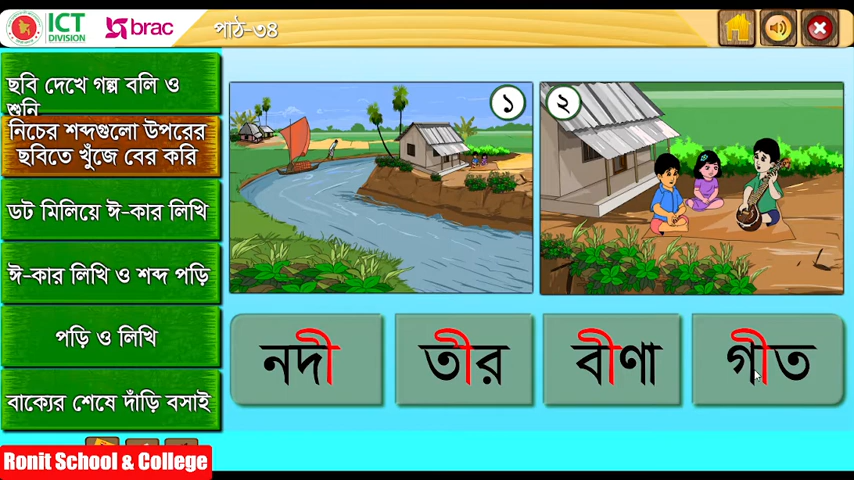 ICT
DIVISION
brac
পাঠ-৩৪
ছবি দেখে গল্প বলি ও
শুনি
নিচের শব্দগুলো উপরের
ছবিতে খুঁজে বের করি
ডট মিলিয়ে ঈ-কার লিখি
ঈ-কার লিখি ও শব্দ পড়ি
পড়ি ও লিখি
বাক্যের শেষে দাঁড়ি বসাই
১
২
নদী
তীর
বীণা
গীত
Ronit School & College